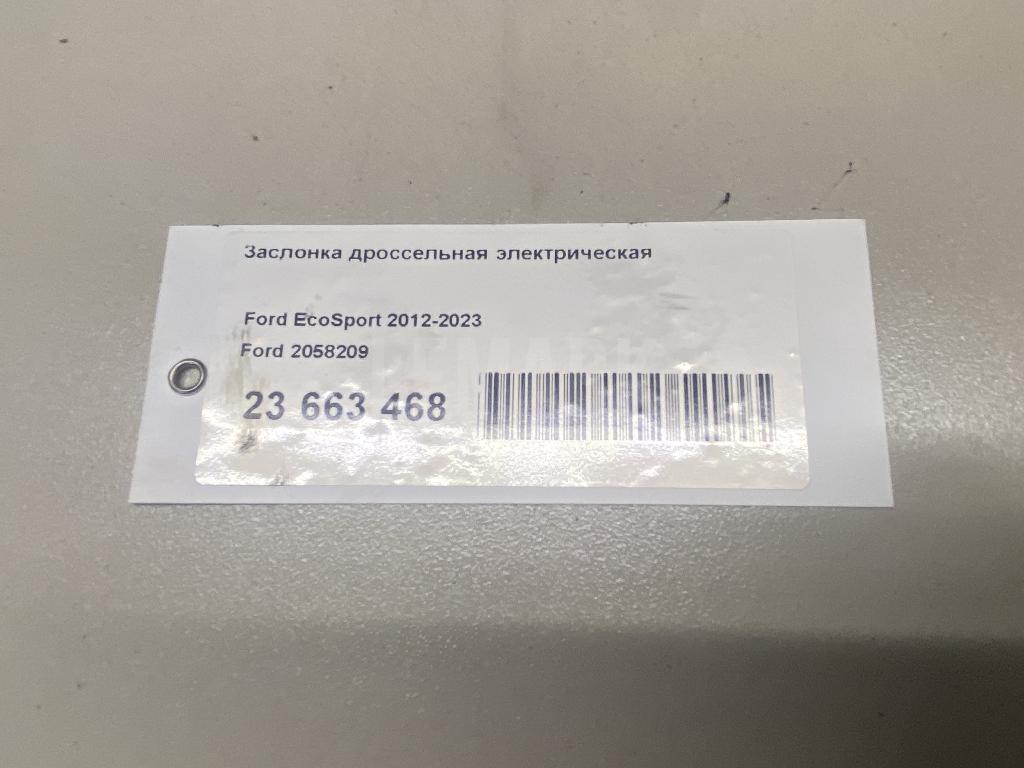 Заслонка дроссельная электрическая
Ford EcoSport 2012-2023
Ford 2058209
23 663 468